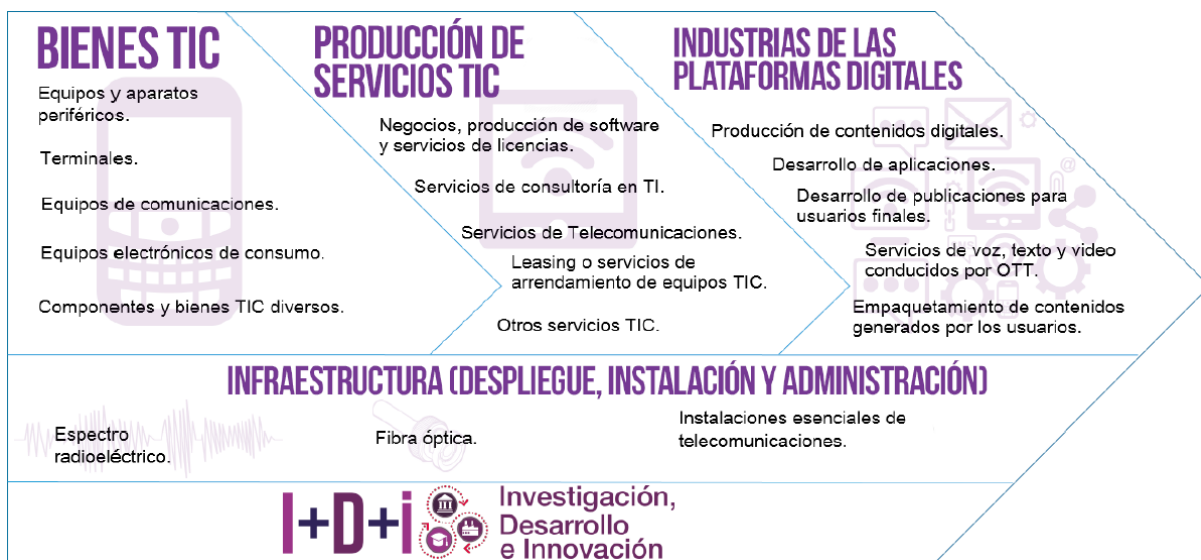 BIENES TIC
Equipos y aparatos
periféricos.
Terminales.
Equipos de comunicaciones.
Equipos electrónicos de consumo.
Componentes y bienes TIC diversos.
PRODUCCIÓN DE
SERVICIOS TIC
Negocios, producción de software
y servicios de licencias.
Servicios de consultoría en TI.
Servicios de Telecomunicaciones.
Leasing o servicios de
arrendamiento de equipos TIC.
Otros servicios TIC.
INDUSTRIAS DE LAS
PLATAFORMAS DIGITALES
Producción de contenidos digitales.
Desarrollo de aplicaciones.
Desarrollo de publicaciones para
usuarios finales.
Servicios de voz, texto y video
conducidos por OTT.
Empaquetamiento de contenidos
generados por los usuarios.
INFRAESTRUCTURA (DESPLIEGUE, INSTALACIÓN Y ADMINISTRACIÓN)
Espectro
radioeléctrico.
Fibra óptica.
Instalaciones esenciales de
telecomunicaciones.
I+D+i
Investigación,
Desarrollo
e Innovación